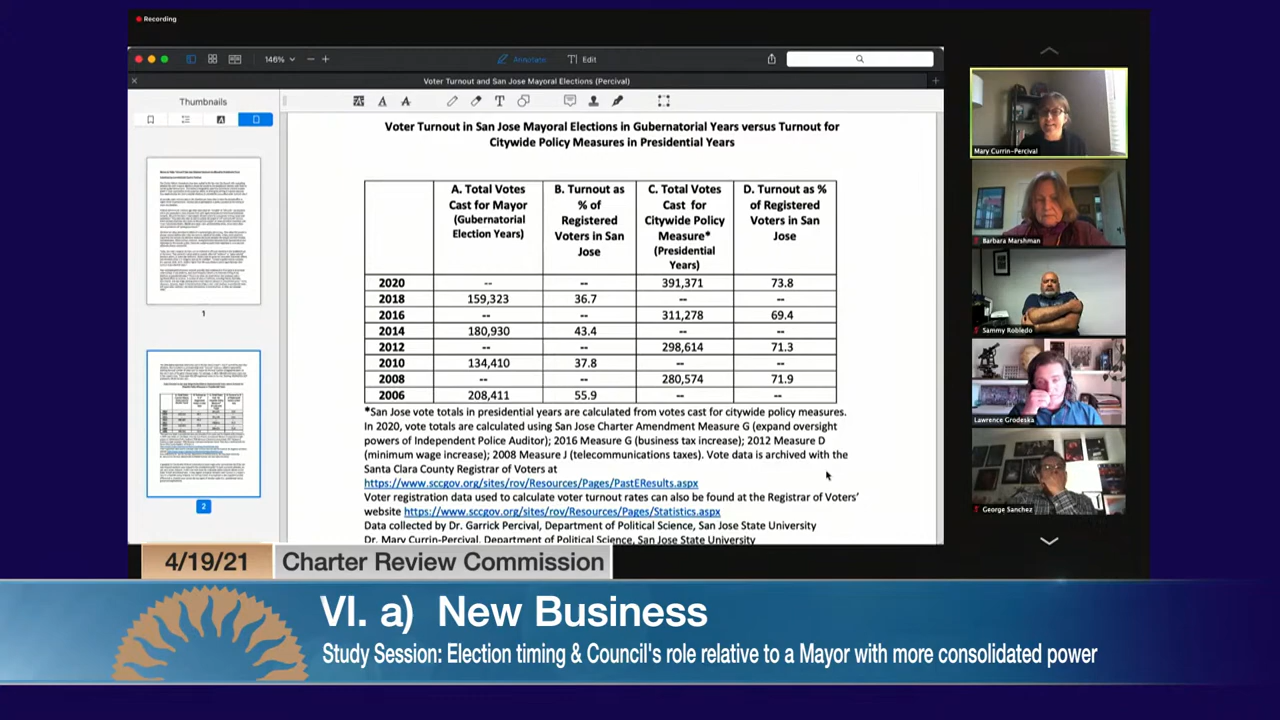 Recording
146%
Annotate
Edit
Voter Turnout and San Jose Mayoral Elections (Percival)
Thumbnails
1
2
Voter Turnout in San Jose Mayoral Elections in Gubernatorial Years versus Turnout for
Citywide Policy Measures in Presidential Years
A. Total Votes Cast for Mayor (Gubernatorial Election Years) B. Turnout as % of Registered Voters in San Jose C. Total Votes Cast for Citywide Policy Measure* (Presidential Years) D. Turnout as % of Registered Voters in San Jose
2020 -- -- 391,371 73.8
2018 159,323 36.7 -- --
2016 -- -- 311,278 69.4
2014 180,930 43.4 -- --
2012 -- -- 298,614 71.3
2010 134,410 37.8 -- --
2008 -- -- 280,574 71.9
2006 208,411 55.9 -- --
*San Jose vote totals in presidential years are calculated from votes cast for citywide policy measures.
In 2020, vote totals are calculated using San Jose Charter Amendment Measure G (expand oversight
powers of Independent Police Auditor); 2016 Measure G (business tax increase); 2012 Measure D
(minimum wage increase); 2008 Measure J (telecommunications taxes). Vote data is archived with the
Santa Clara County Registrar of Voters at
https://www.sccgov.org/sites/rov/Resources/Pages/PastEResults.aspx
Voter registration data used to calculate voter turnout rates can also be found at the Registrar of Voters'
website https://www.sccgov.org/sites/rov/Resources/Pages/Statistics.aspx
Data collected by Dr. Garrick Percival, Department of Political Science, San Jose State University
Dr. Mary Currin-Percival, Department of Political Science, San Jose State University
Mary Currin-Percival
Barbara Marshman
Sammy Robledo
Lawrence Grodeska
George Sanchez
4/19/21 Charter Review Commission
VI. a) New Business
Study Session: Election timing & Council's role relative to a Mayor with more consolidated power